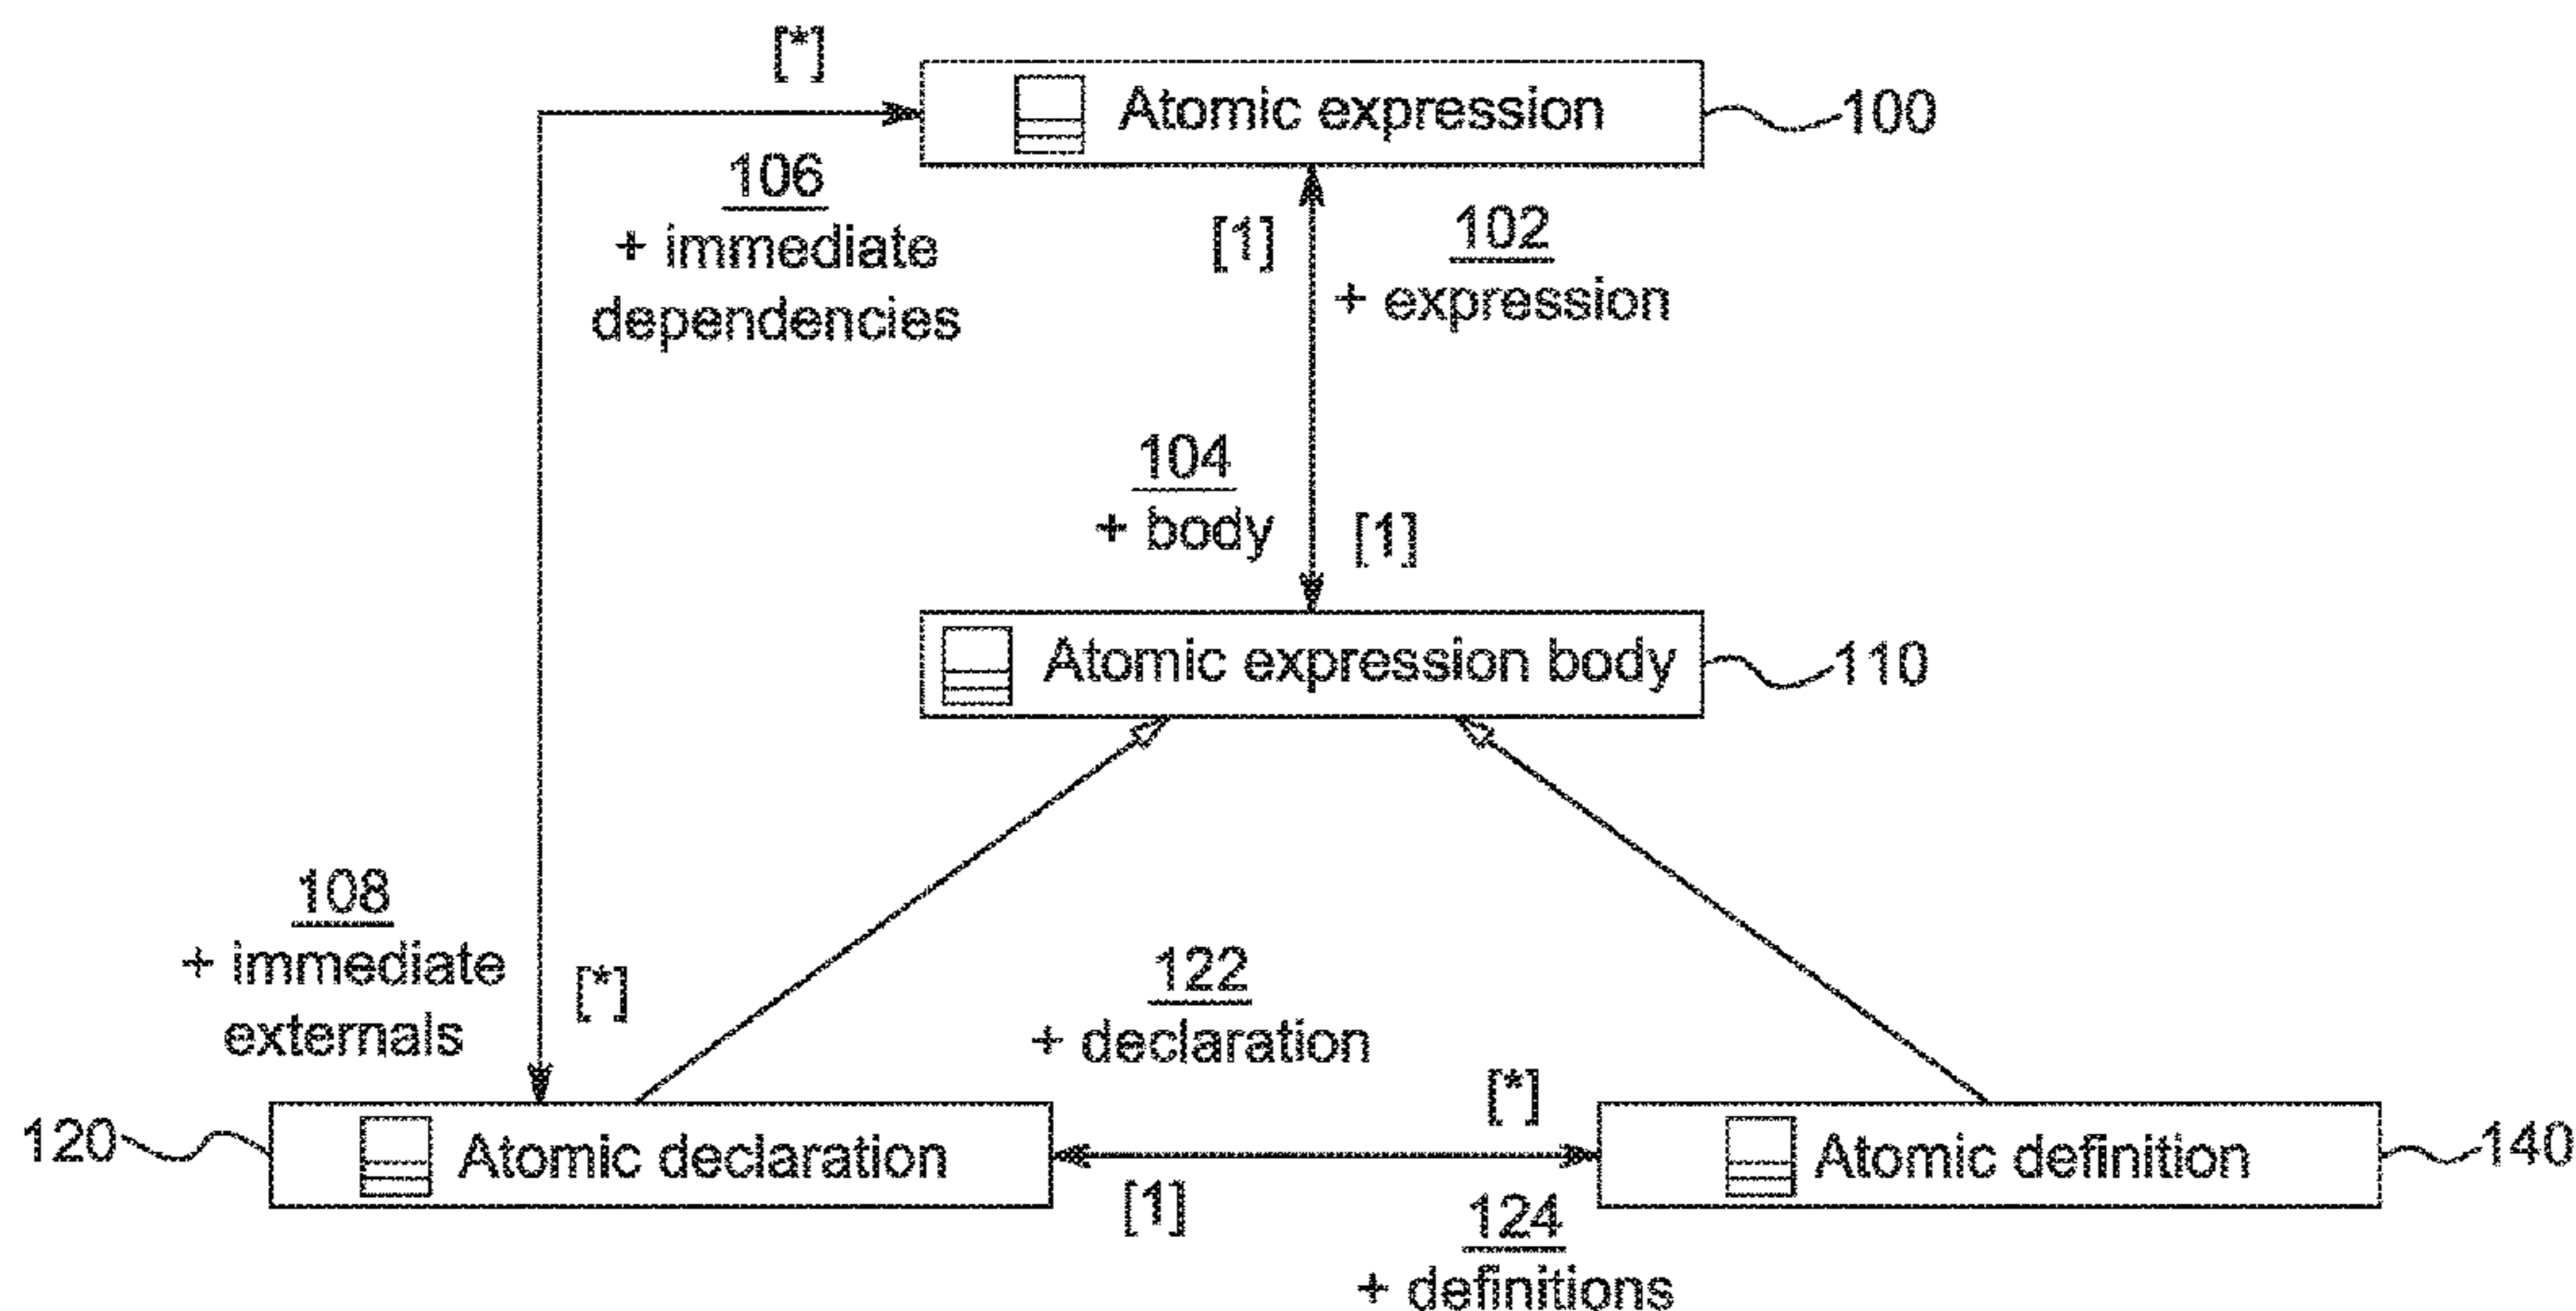 [*]
Atomic expression
100
106
+ immediate
dependencies
[1]
102
+ expression
104
+ body
[1]
Atomic expression body
110
108
+ immediate
externals
[*]
122
+ declaration
[*]
120
Atomic declaration
Atomic definition
140
[1]
124
+ definitions